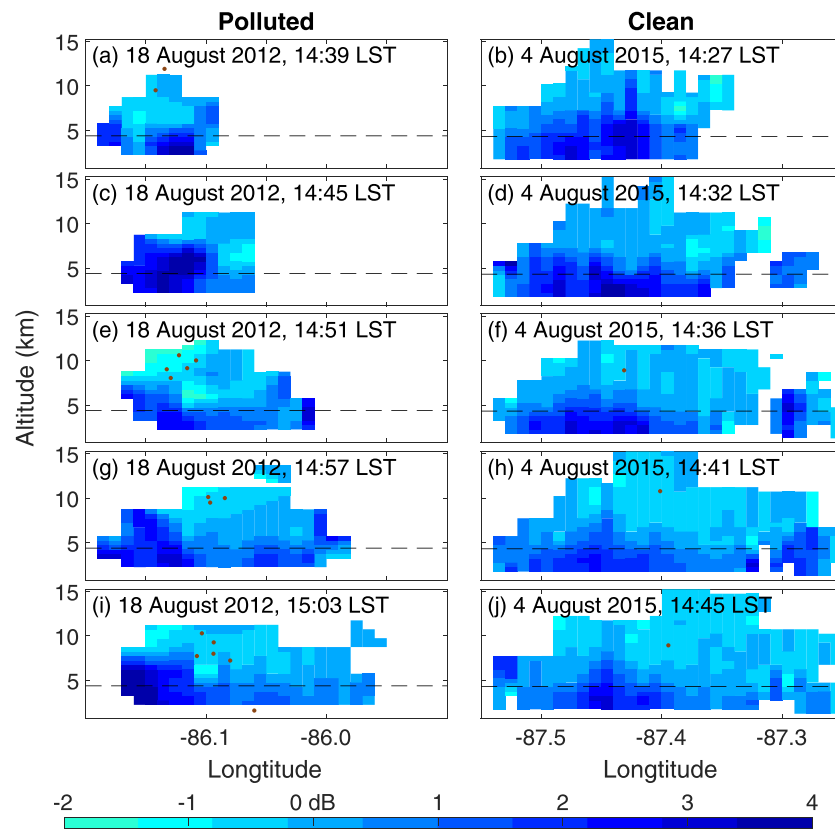 Polluted
Clean
15
(a) 18 August 2012, 14:39 LST
(b) 4 August 2015, 14:27 LST
10
5
15
(c) 18 August 2012, 14:45 LST
(d) 4 August 2015, 14:32 LST
10
5
15
(e) 18 August 2012, 14:51 LST
(f) 4 August 2015, 14:36 LST
10
5
15
(g) 18 August 2012, 14:57 LST
(h) 4 August 2015, 14:41 LST
10
5
15
(i) 18 August 2012, 15:03 LST
(j) 4 August 2015, 14:45 LST
10
5
Altitude (km)
-86.1 -86.0
-87.5 -87.4 -87.3
Longtitude
Longtitude
-2 -1 0 dB 1 2 3 4